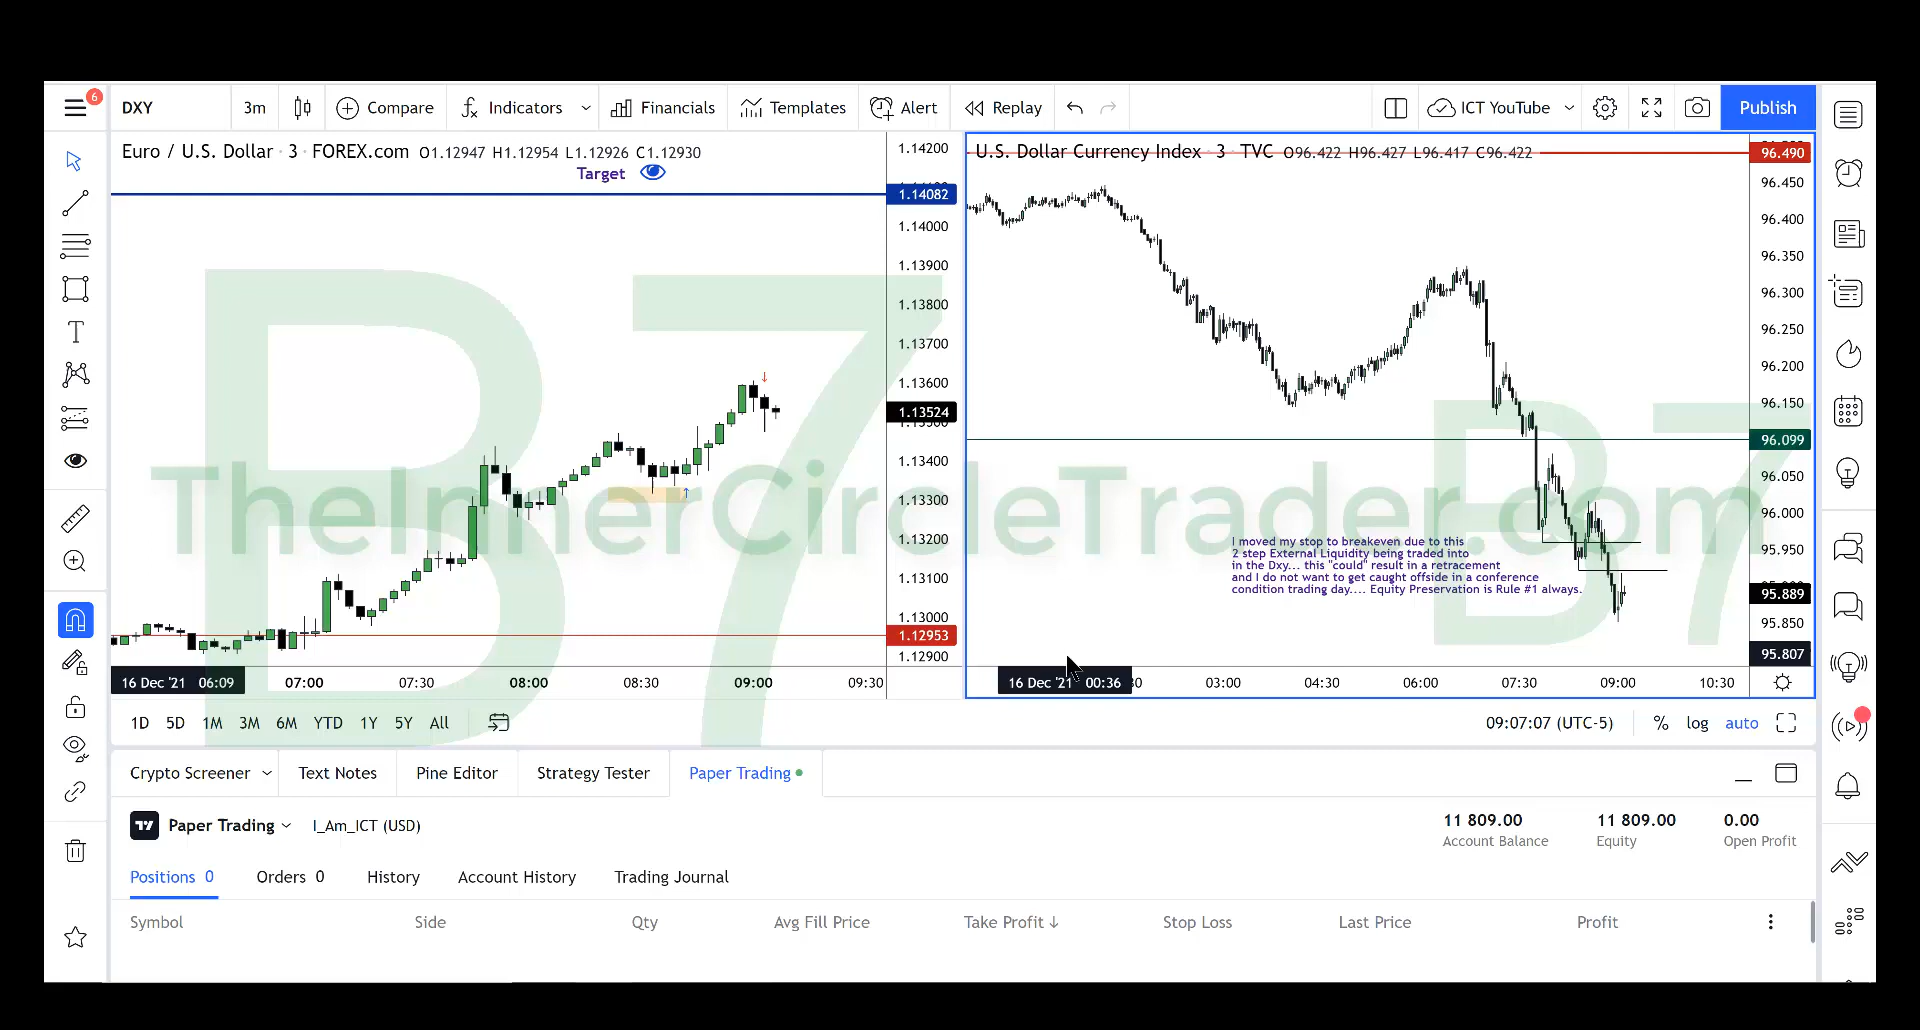 6
DXY
3m
Compare
Indicators
Financials
Templates
Alert
Replay
ICT YouTube
Publish
Euro / U.S. Dollar · 3 · FOREX.com O1.12947 H1.12954 L1.12926 C1.12930
Target
1.14200
1.14082
1.14000
1.13900
1.13800
1.13700
1.13600
1.13524
1.13400
1.13300
1.13200
1.13100
1.13000
1.12953
1.12900
16 Dec '21 06:09
07:00
07:30
08:00
08:30
09:00
09:30
U.S. Dollar Currency Index · 3 · TVC O96.422 H96.427 L96.417 C96.422
96.490
96.450
96.400
96.350
96.300
96.250
96.200
96.150
96.099
96.050
96.000
95.950
95.889
95.850
95.807
I moved my stop to breakeven due to this
2 step External Liquidity being traded into
in the Dxy... this "could" result in a retracement
and I do not want to get caught offside in a conference
condition trading day.... Equity Preservation is Rule #1 always.
16 Dec '21 00:36
03:00
04:30
06:00
07:30
09:00
10:30
B7
TheInnerCircleTrader.com
B7
1D 5D 1M 3M 6M YTD 1Y 5Y All
09:07:07 (UTC-5)
% log auto
Crypto Screener
Text Notes
Pine Editor
Strategy Tester
Paper Trading
Paper Trading
I_Am_ICT (USD)
11 809.00
Account Balance
11 809.00
Equity
0.00
Open Profit
Positions 0
Orders 0
History
Account History
Trading Journal
Symbol
Side
Qty
Avg Fill Price
Take Profit ↓
Stop Loss
Last Price
Profit